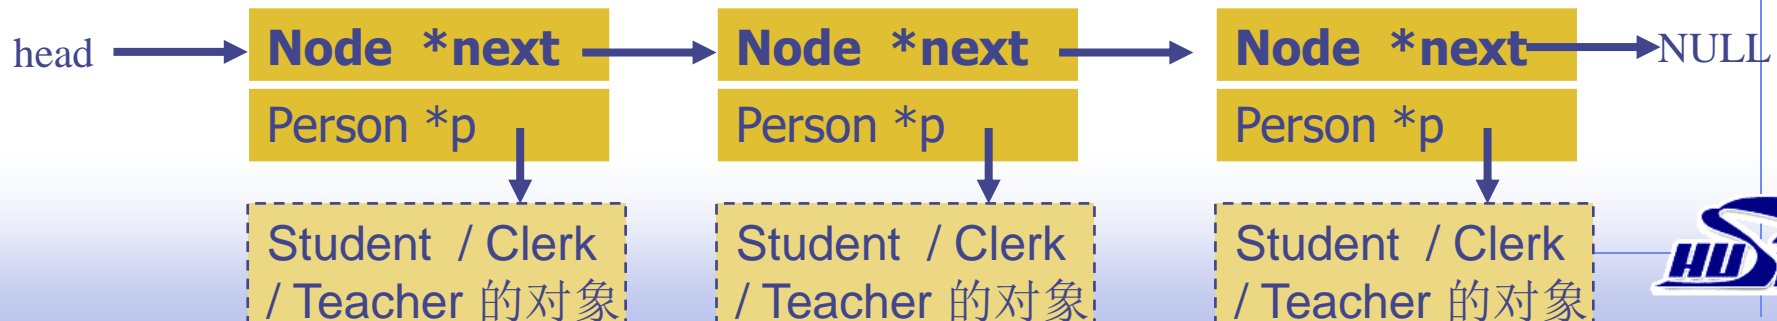 head Node *next Node *next Node *next NULL
Person *p Person *p Person *p
Student / Clerk Student / Clerk Student / Clerk
/ Teacher 的对象 / Teacher 的对象 / Teacher 的对象